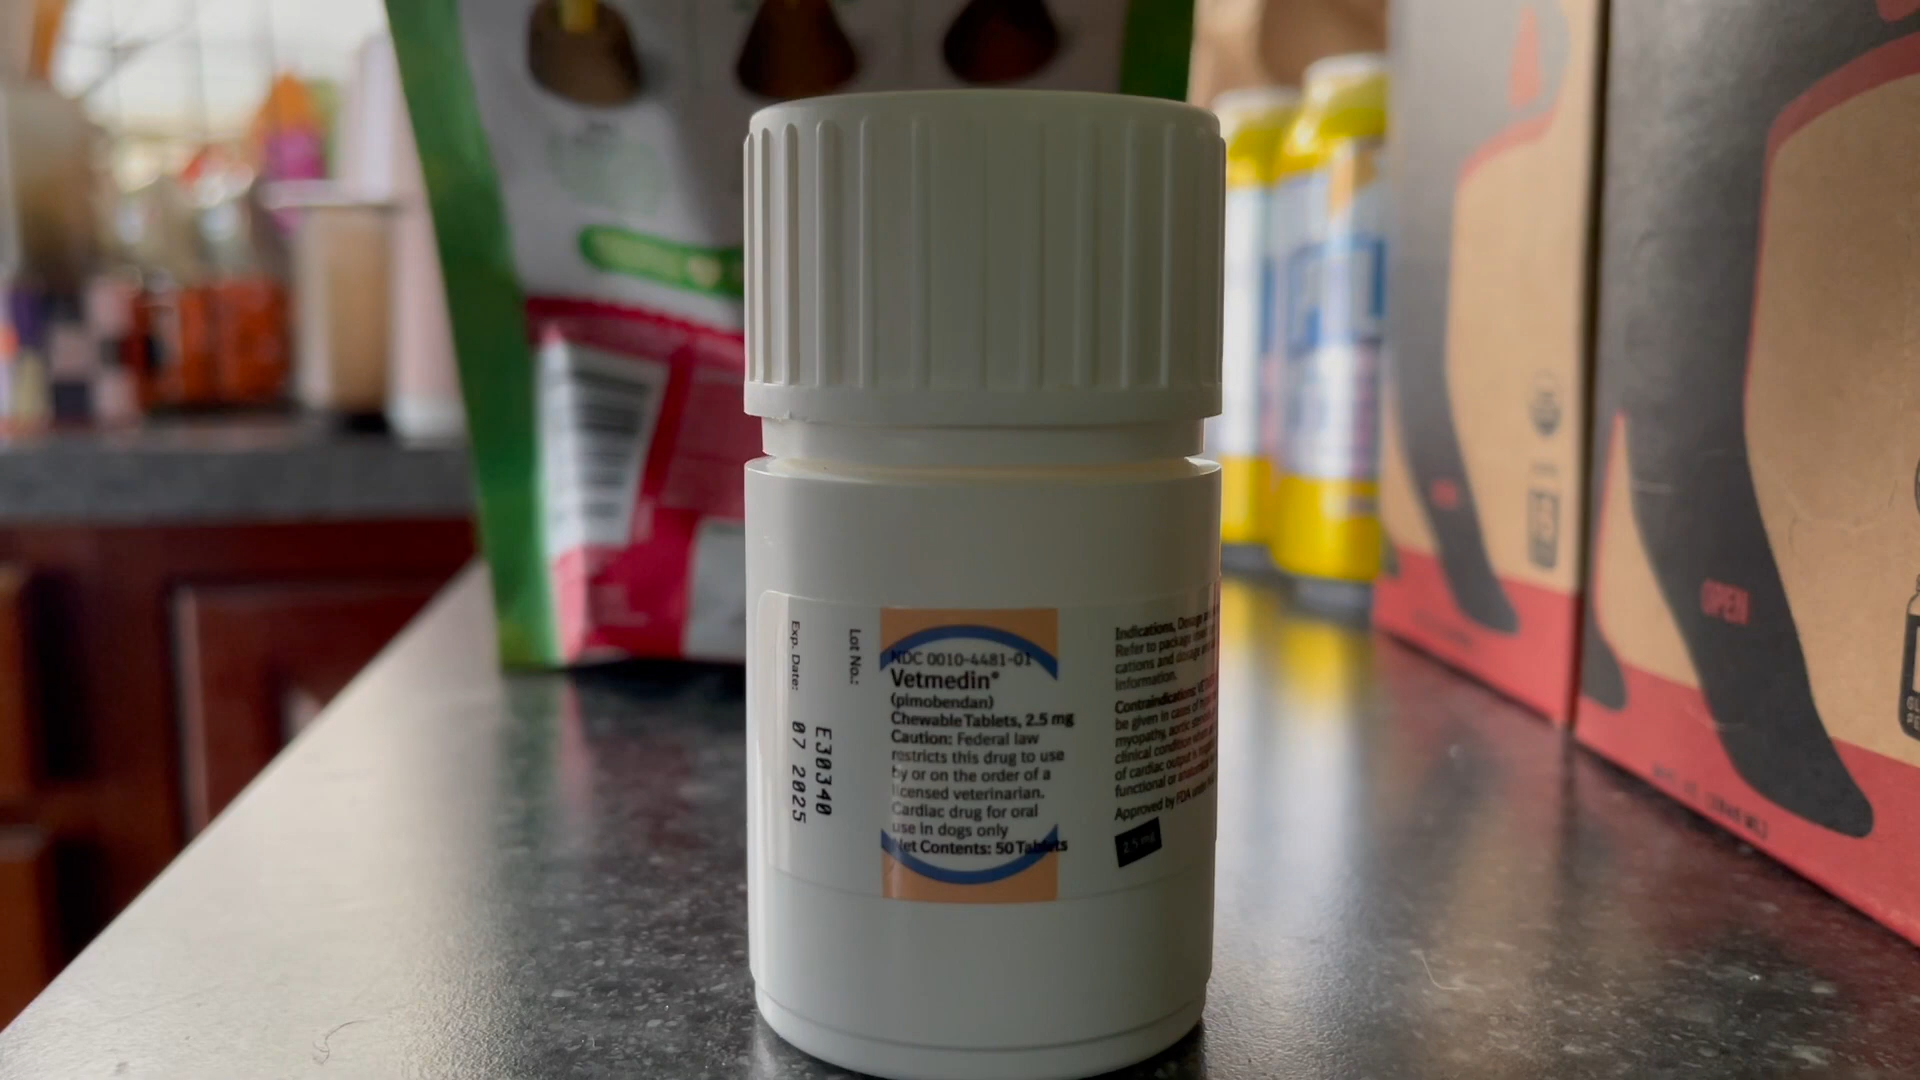 Exp. Date:
07 2025
Lot No.:
E30340
NDC 0010-4481-01
Vetmedin®
(pimobendan)
Chewable Tablets, 2.5 mg
Caution: Federal law
restricts this drug to use
by or on the order of a
licensed veterinarian.
Cardiac drug for oral
use in dogs only
Net Contents: 50 Tablets
Indications,
Refer to package
cations and dosage
information.
Contraindications:
be given in cases of
myopathy, aortic
clinical condition
of cardiac output is
functional or
Approved by FDA
2.5 mg
OPEN